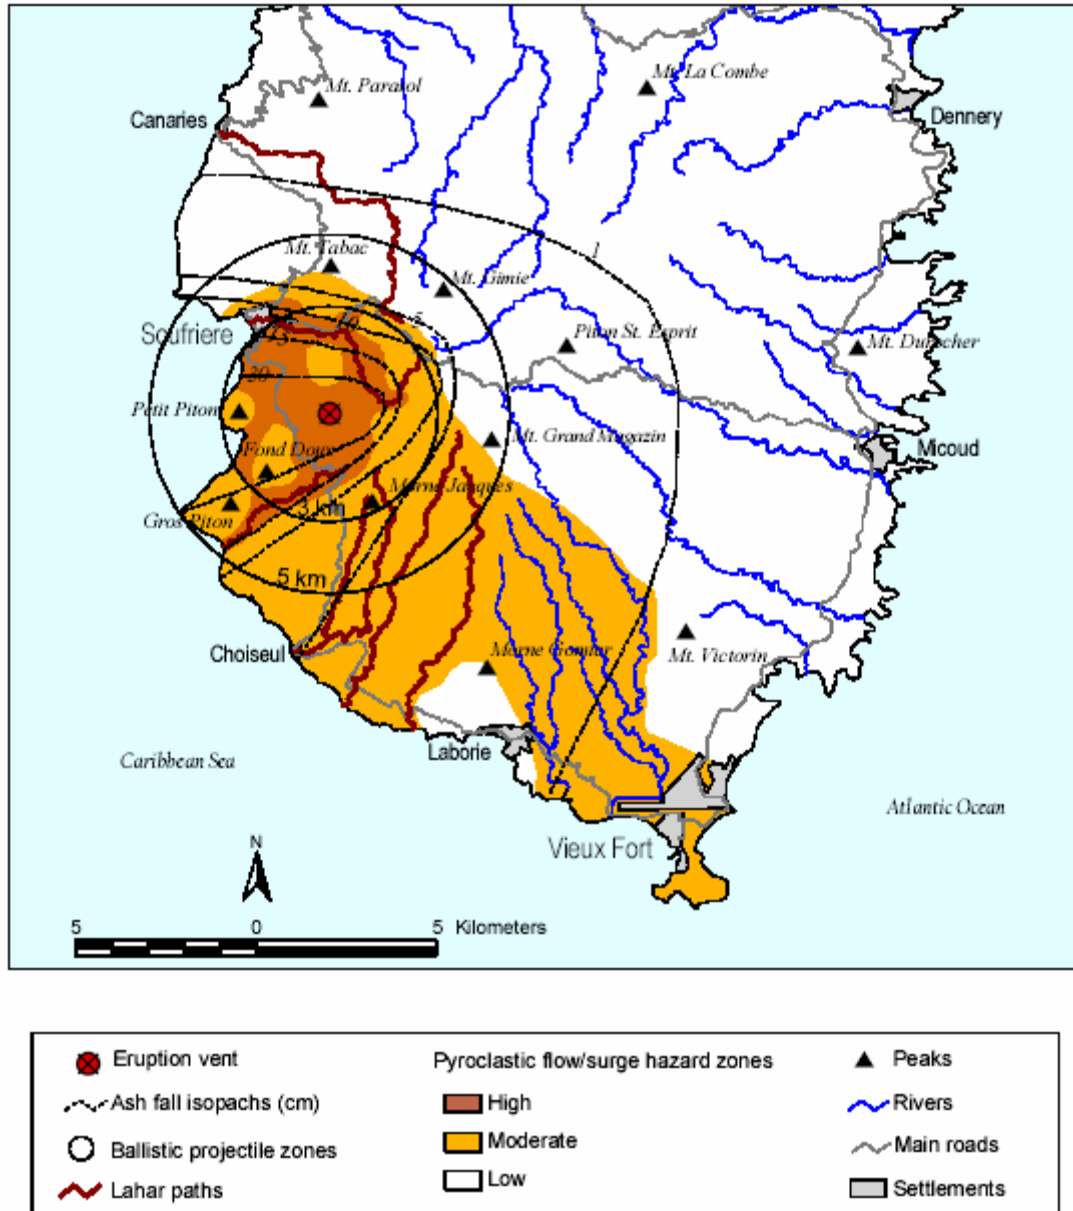 Mt. Parasol
Mt. La Combe
Canaries
Dennery
Mt. Tabac
1
Mt. Gimie
Soufriere
15
10
5
Piton St. Esprit
Mt. Durocher
20
Petit Piton
Fond Doux
Mt. Grand Magazin
Micoud
Morne Jacques
Gros Piton
3 km
5 km
Choiseul
Morne Gomier
Mt. Victorin
Laborie
Caribbean Sea
Atlantic Ocean
Vieux Fort
N
5 0 5 Kilometers
Eruption vent
Pyroclastic flow/surge hazard zones
Peaks
Ash fall isopachs (cm)
High
Rivers
Ballistic projectile zones
Moderate
Main roads
Lahar paths
Low
Settlements